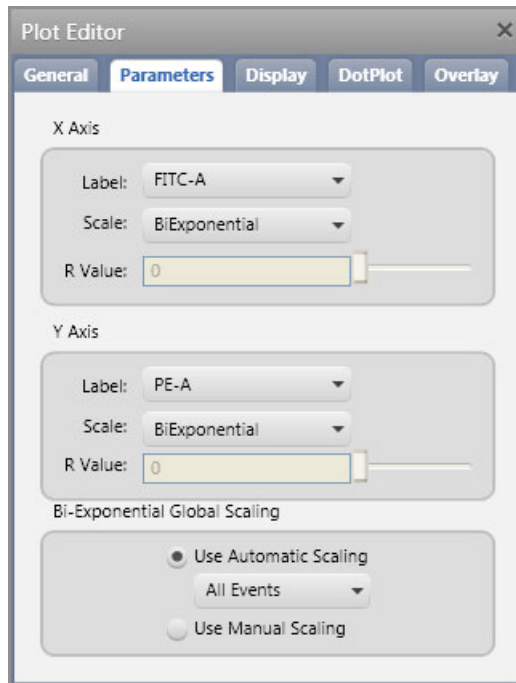 Plot Editor
General Parameters Display DotPlot Overlay
X Axis
Label: FITC-A
Scale: BiExponential
R Value: 0
Y Axis
Label: PE-A
Scale: BiExponential
R Value: 0
Bi-Exponential Global Scaling
Use Automatic Scaling
All Events
Use Manual Scaling